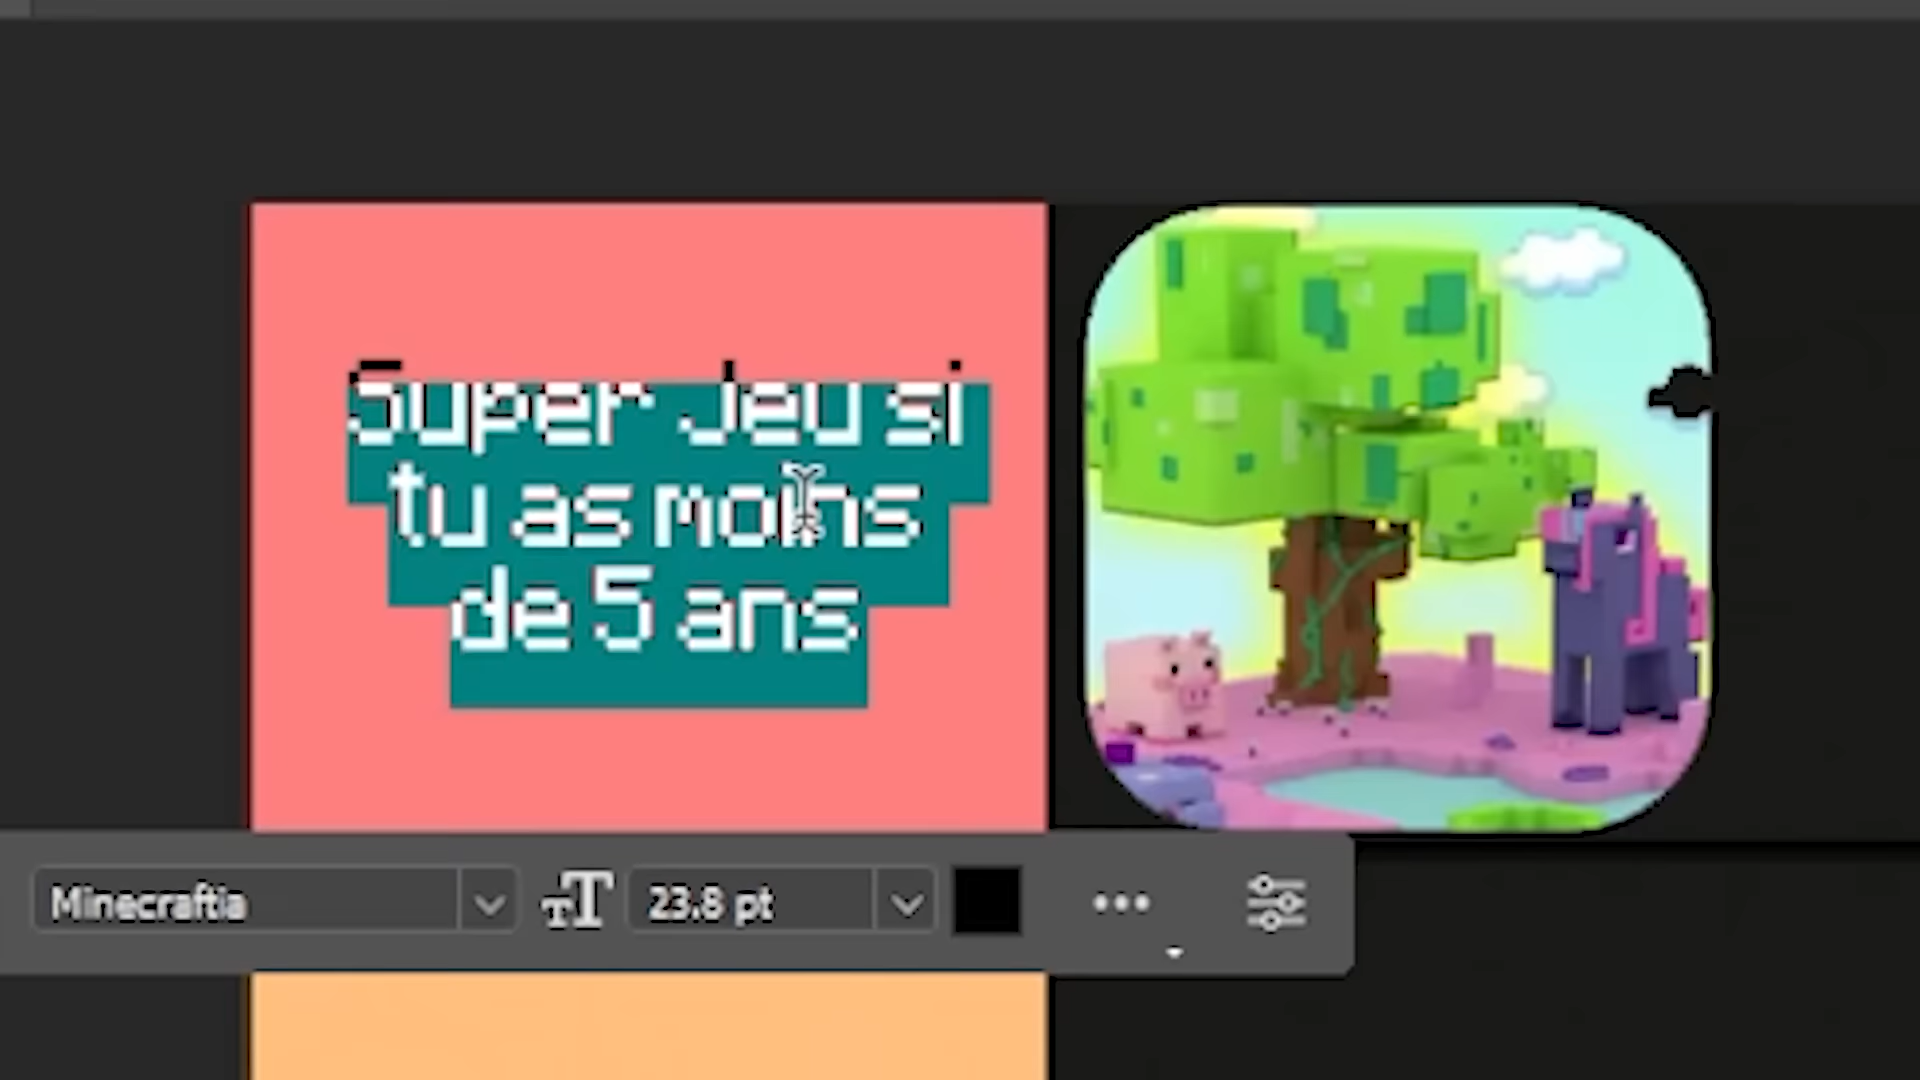 Super Jeu si
tu as moins
de 5 ans
Minecraftia
23.8 pt